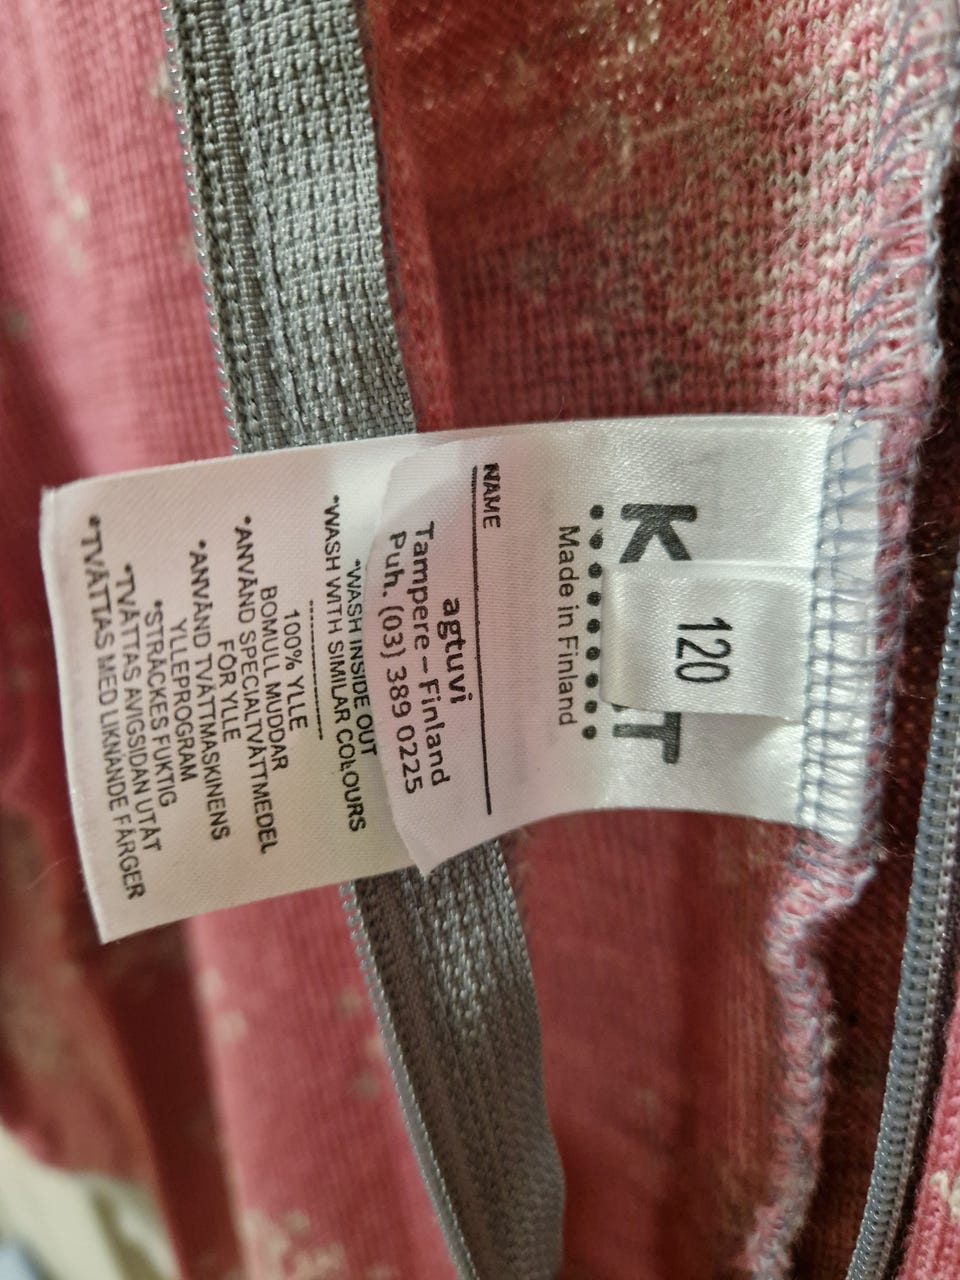 120
Made in Finland
NAME
agtuvi
Tampere – Finland
Puh. (03) 389 0225
*WASH INSIDE OUT
*WASH WITH SIMILAR COLOURS
100% YLLE
BOMULL MUDDAR
*ANVÄND SPECIALTVÄTTMEDEL
FÖR YLLE
*ANVÄND TVÄTTMASKINENS
YLLEPROGRAM
*STRÄCKES FUKTIG
*TVÄTTAS AVIGSIDAN UTÅT
*TVÄTTAS MED LIKNANDE FÄRGER